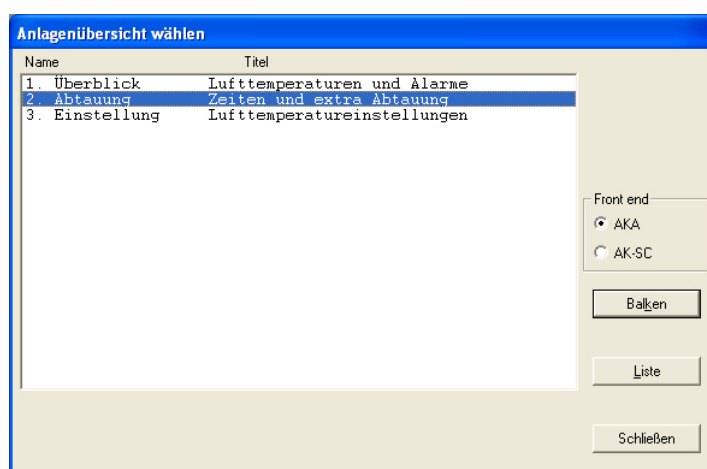 Anlagenübersicht wählen
Name Titel
1. Überblick Lufttemperaturen und Alarme
2. Abtauung Zeiten und extra Abtauung
3. Einstellung Lufttemperatureinstellungen
Front end
AKA
AK-SC
Balken
Liste
Schließen